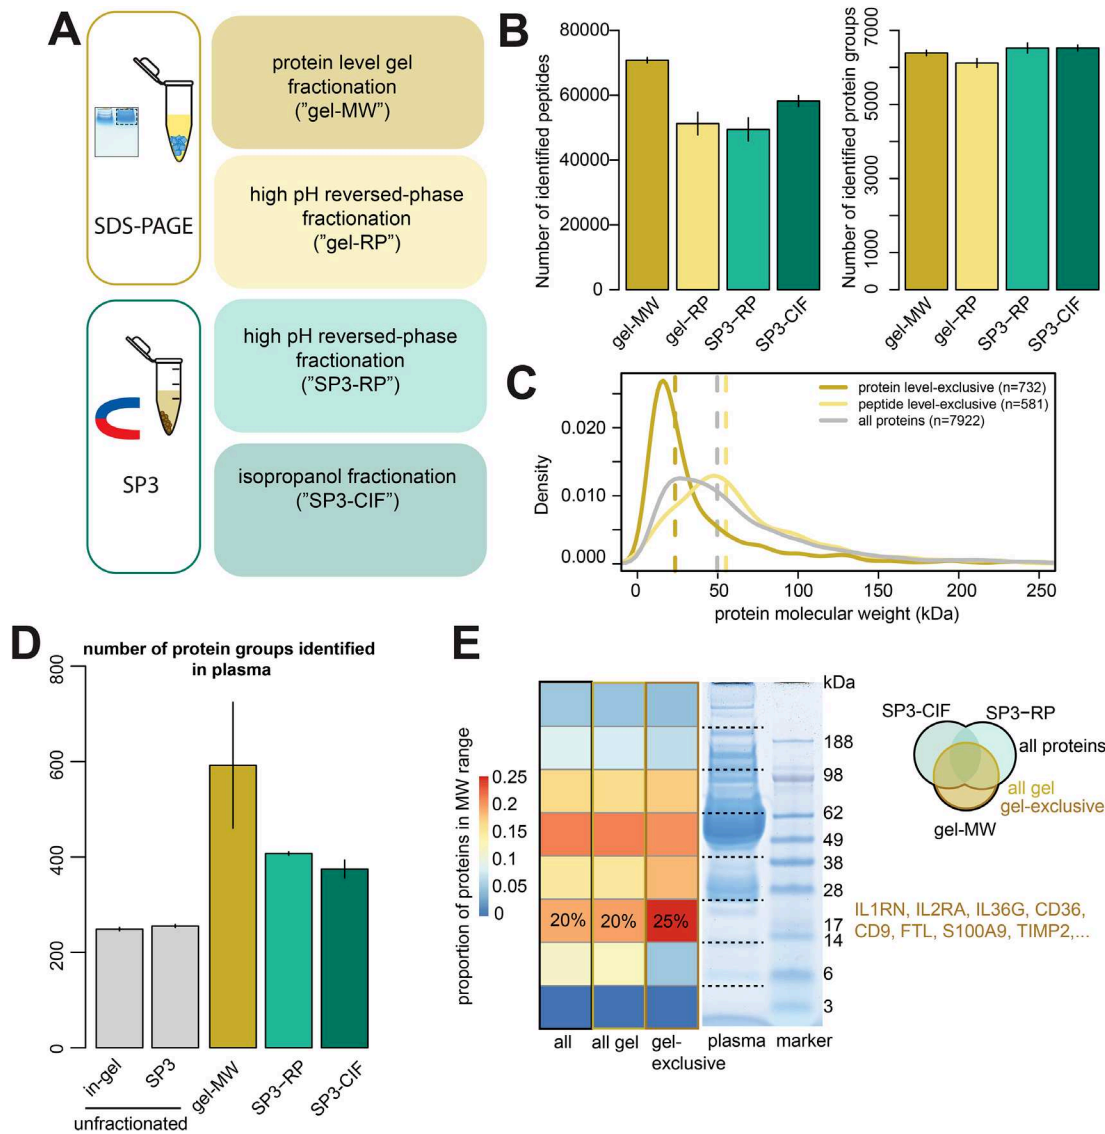 A
SDS-PAGE
protein level gel
fractionation
("gel-MW")
high pH reversed-phase
fractionation
("gel-RP")
SP3
high pH reversed-phase
fractionation
("SP3-RP")
isopropanol fractionation
("SP3-CIF")
B
Number of identified peptides
80000
60000
40000
20000
0
gel-MW
gel-RP
SP3-RP
SP3-CIF
Number of identified protein groups
7000
5000
3000
2000
1000
0
gel-MW
gel-RP
SP3-RP
SP3-CIF
C
protein level-exclusive (n=732)
peptide level-exclusive (n=581)
all proteins (n=7922)
Density
0.020
0.010
0.000
0
50
100
150
200
250
protein molecular weight (kDa)
D
number of protein groups identified
in plasma
800
600
400
200
0
in-gel
SP3
gel-MW
SP3-RP
SP3-CIF
unfractionated
E
proportion of proteins in MW range
0.25
0.2
0.15
0.1
0.05
0
20%
20%
25%
all
all gel
gel-
exclusive
plasma
marker
kDa
188
98
62
49
38
28
17
14
6
3
SP3-CIF
SP3-RP
all proteins
all gel
gel-exclusive
gel-MW
IL1RN, IL2RA, IL36G, CD36,
CD9, FTL, S100A9, TIMP2,...